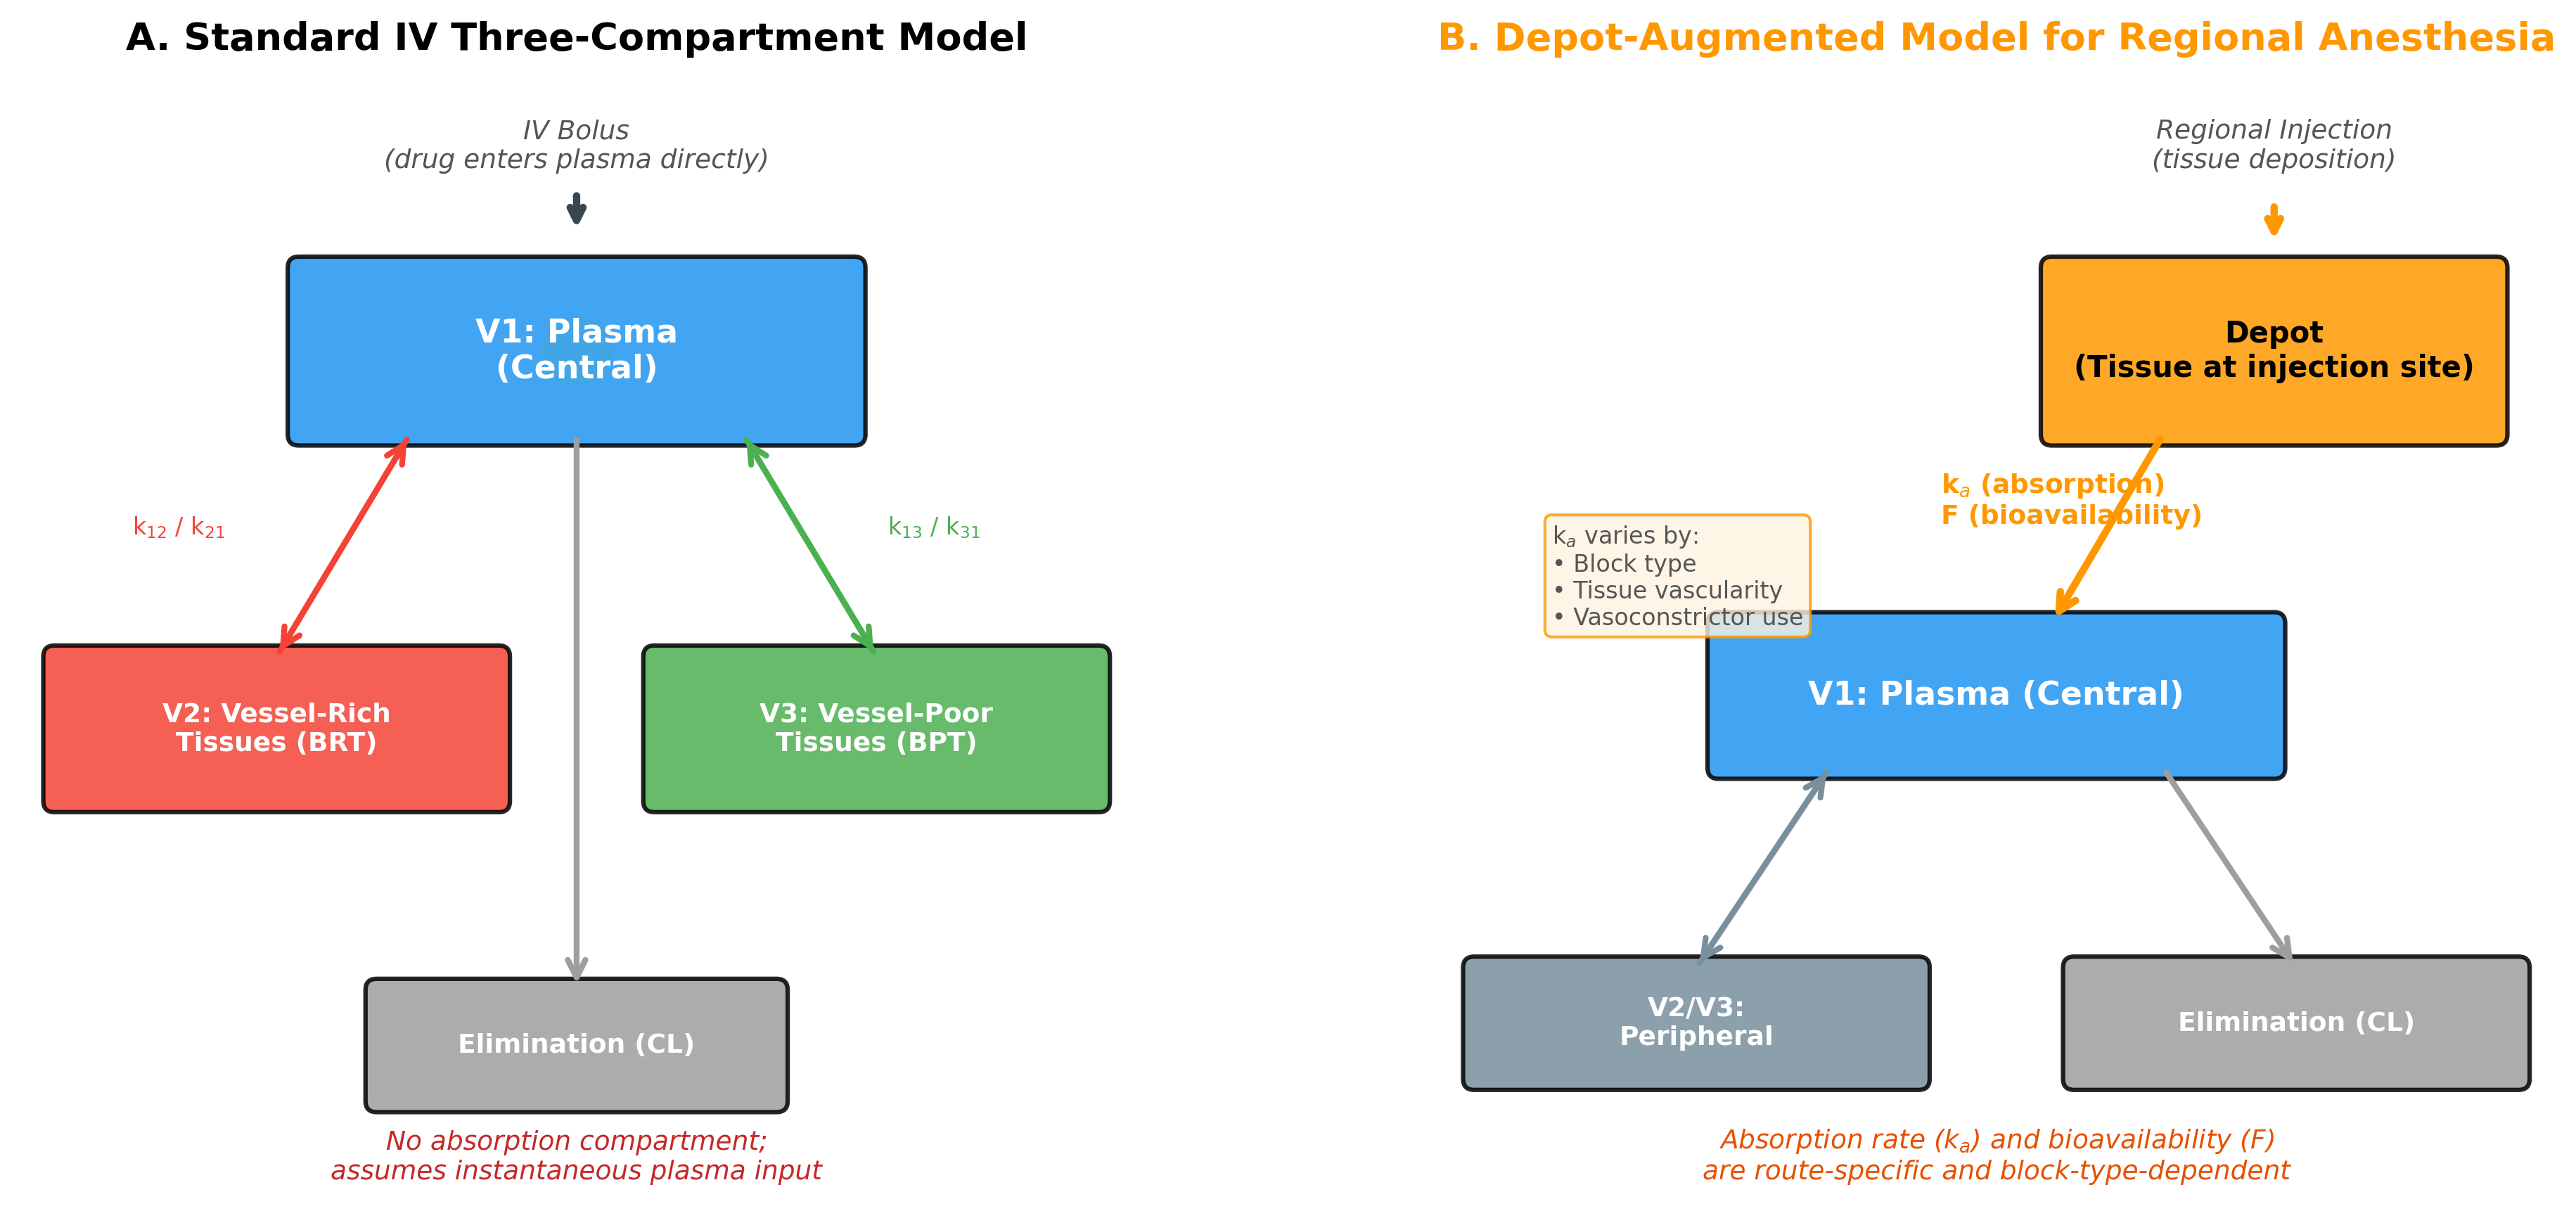 A. Standard IV Three-Compartment Model
IV Bolus
(drug enters plasma directly)
V1: Plasma
(Central)
k₁₂ / k₂₁
k₁₃ / k₃₁
V2: Vessel-Rich
Tissues (BRT)
V3: Vessel-Poor
Tissues (BPT)
Elimination (CL)
No absorption compartment;
assumes instantaneous plasma input
B. Depot-Augmented Model for Regional Anesthesia
Regional Injection
(tissue deposition)
Depot
(Tissue at injection site)
kₐ (absorption)
F (bioavailability)
kₐ varies by:
• Block type
• Tissue vascularity
• Vasoconstrictor use
V1: Plasma (Central)
V2/V3:
Peripheral
Elimination (CL)
Absorption rate (kₐ) and bioavailability (F)
are route-specific and block-type-dependent